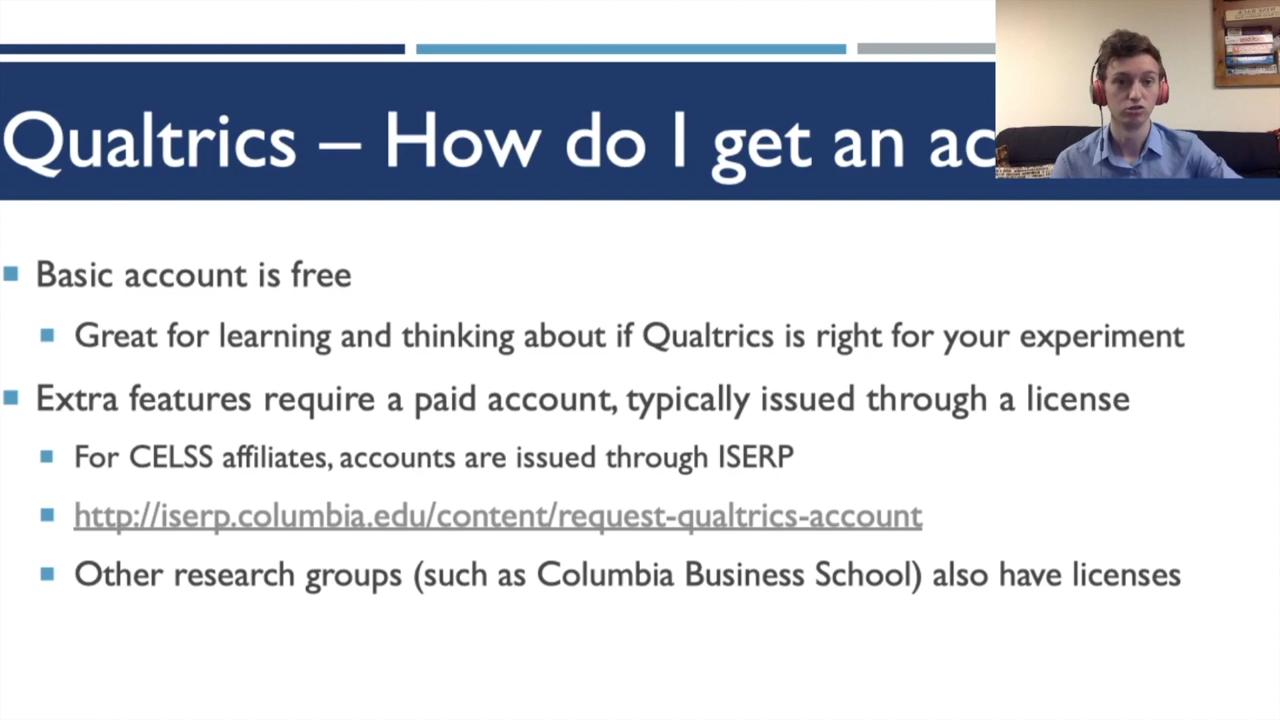 Qualtrics – How do I get an ac
Basic account is free
Great for learning and thinking about if Qualtrics is right for your experiment
Extra features require a paid account, typically issued through a license
For CELSS affiliates, accounts are issued through ISERP
http://iserp.columbia.edu/content/request-qualtrics-account
Other research groups (such as Columbia Business School) also have licenses